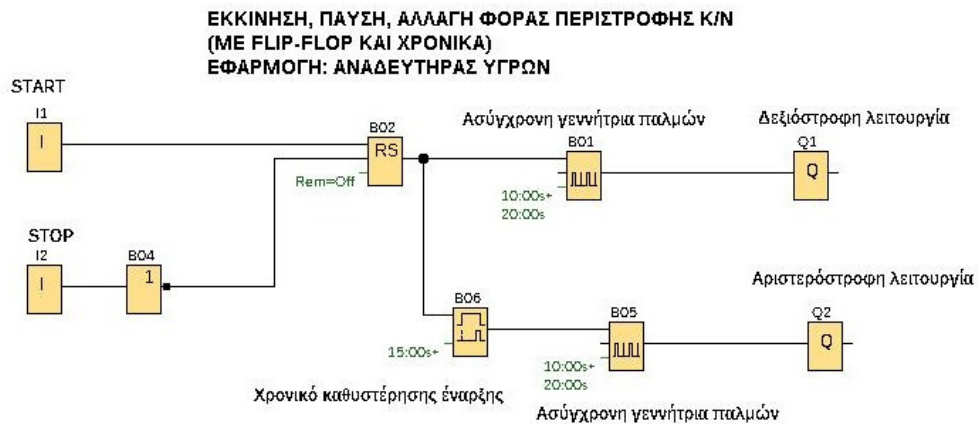 ΕΚΚΙΝΗΣΗ, ΠΑΥΣΗ, ΑΛΛΑΓΗ ΦΟΡΑΣ ΠΕΡΙΣΤΡΟΦΗΣ Κ/Ν
(ΜΕ FLIP-FLOP ΚΑΙ ΧΡΟΝΙΚΑ)
ΕΦΑΡΜΟΓΗ: ΑΝΑΔΕΥΤΗΡΑΣ ΥΓΡΩΝ
START
I1
I
B02
RS
Rem=Off
Ασύγχρονη γεννήτρια παλμών
B01
10:00s+
20:00s
Δεξιόστροφη λειτουργία
Q1
Q
STOP
I2
I
B04
1
B06
15:00s+
Χρονικό καθυστέρησης έναρξης
B05
10:00s+
20:00s
Ασύγχρονη γεννήτρια παλμών
Αριστερόστροφη λειτουργία
Q2
Q